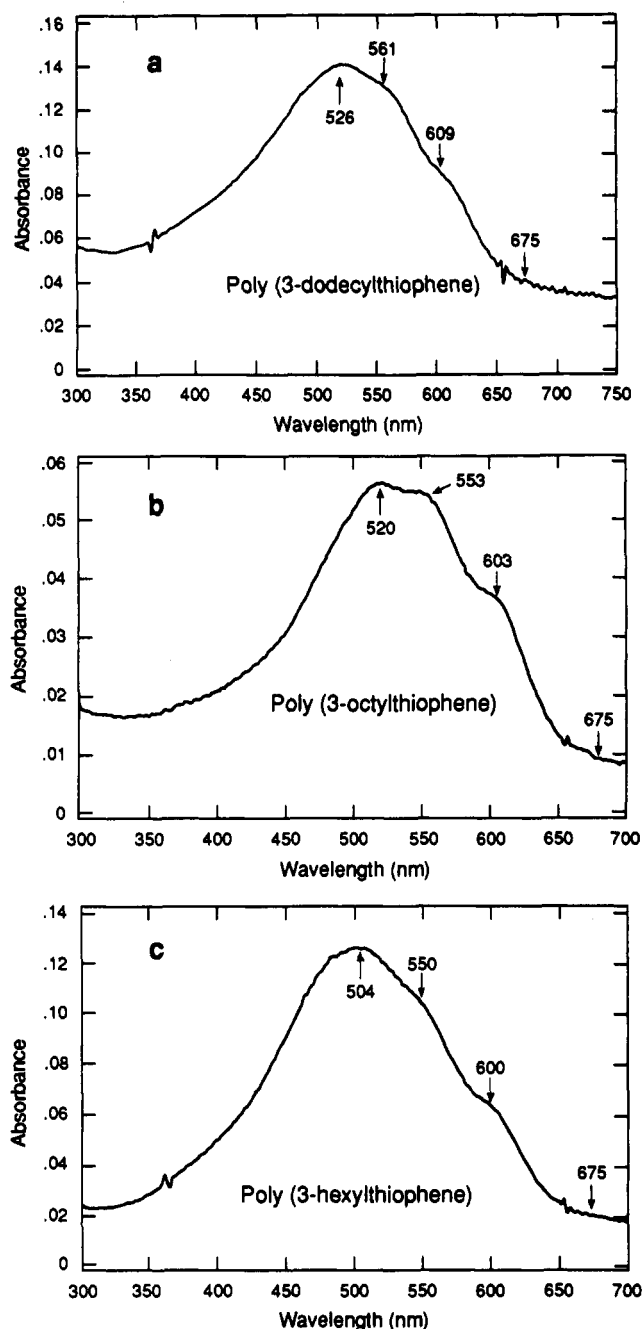 a
561
526
609
675
Poly (3-dodecylthiophene)
Absorbance
.14
.12
.10
.08
.06
.04
.02
0
300 350 400 450 500 550 600 650 700 750
Wavelength (nm)
b
553
520
603
675
Poly (3-octylthiophene)
Absorbance
.06
.05
.04
.03
.02
.01
0
300 350 400 450 500 550 600 650 700
Wavelength (nm)
c
550
504
600
675
Poly (3-hexylthiophene)
Absorbance
.14
.12
.10
.08
.06
.04
.02
0
300 350 400 450 500 550 600 650 700
Wavelength (nm)